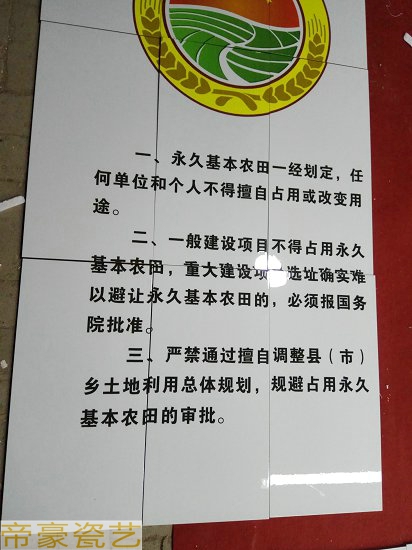 一、永久基本农田一经划定，任
何单位和个人不得擅自占用或改变用
途。
二、一般建设项目不得占用永久
基本农田，重大建设项 选址确实难
以避让永久基本农田的，必须报国务
院批准。
三、严禁通过擅自调整县（市）
乡土地利用总体规划，规避占用永久
基本农田的审批。
帝豪瓷艺